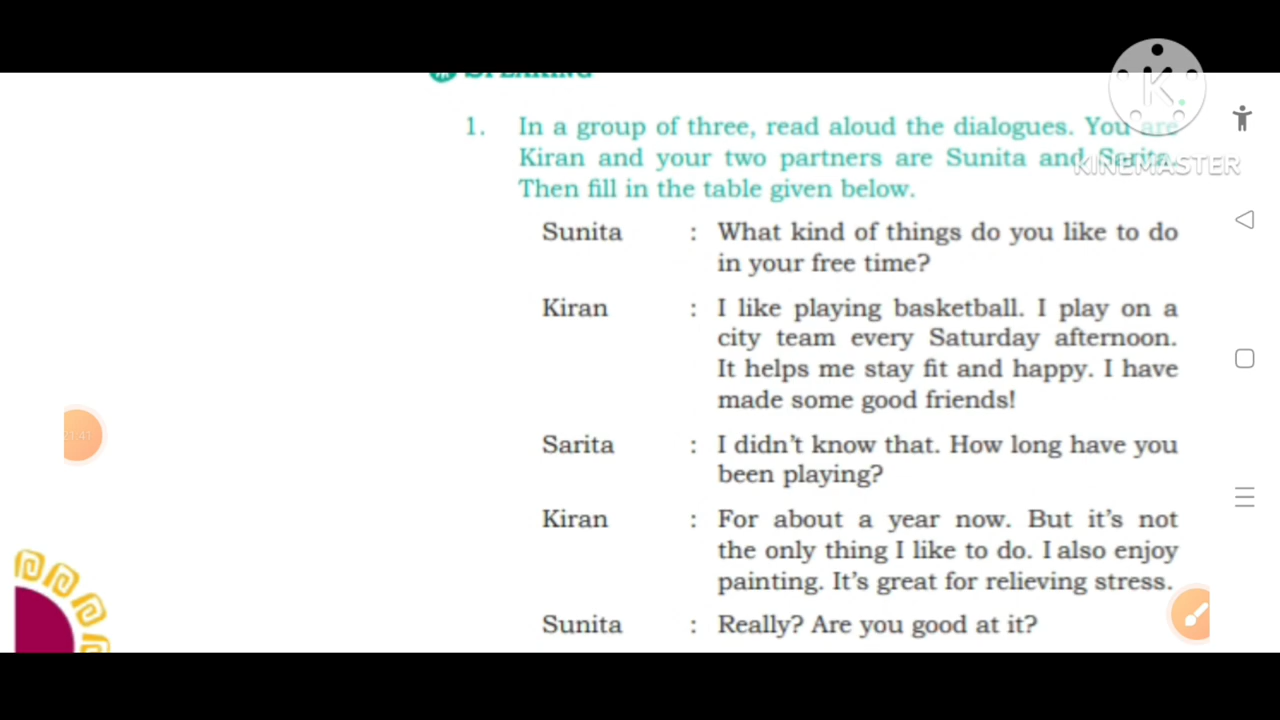 SPEAKING
1. In a group of three, read aloud the dialogues. You are
Kiran and your two partners are Sunita and Sarita.
KINEMASTER
Then fill in the table given below.
Sunita : What kind of things do you like to do
in your free time?
Kiran : I like playing basketball. I play on a
city team every Saturday afternoon.
It helps me stay fit and happy. I have
made some good friends!
21:41
Sarita : I didn't know that. How long have you
been playing?
Kiran : For about a year now. But it's not
the only thing I like to do. I also enjoy
painting. It's great for relieving stress.
Sunita : Really? Are you good at it?